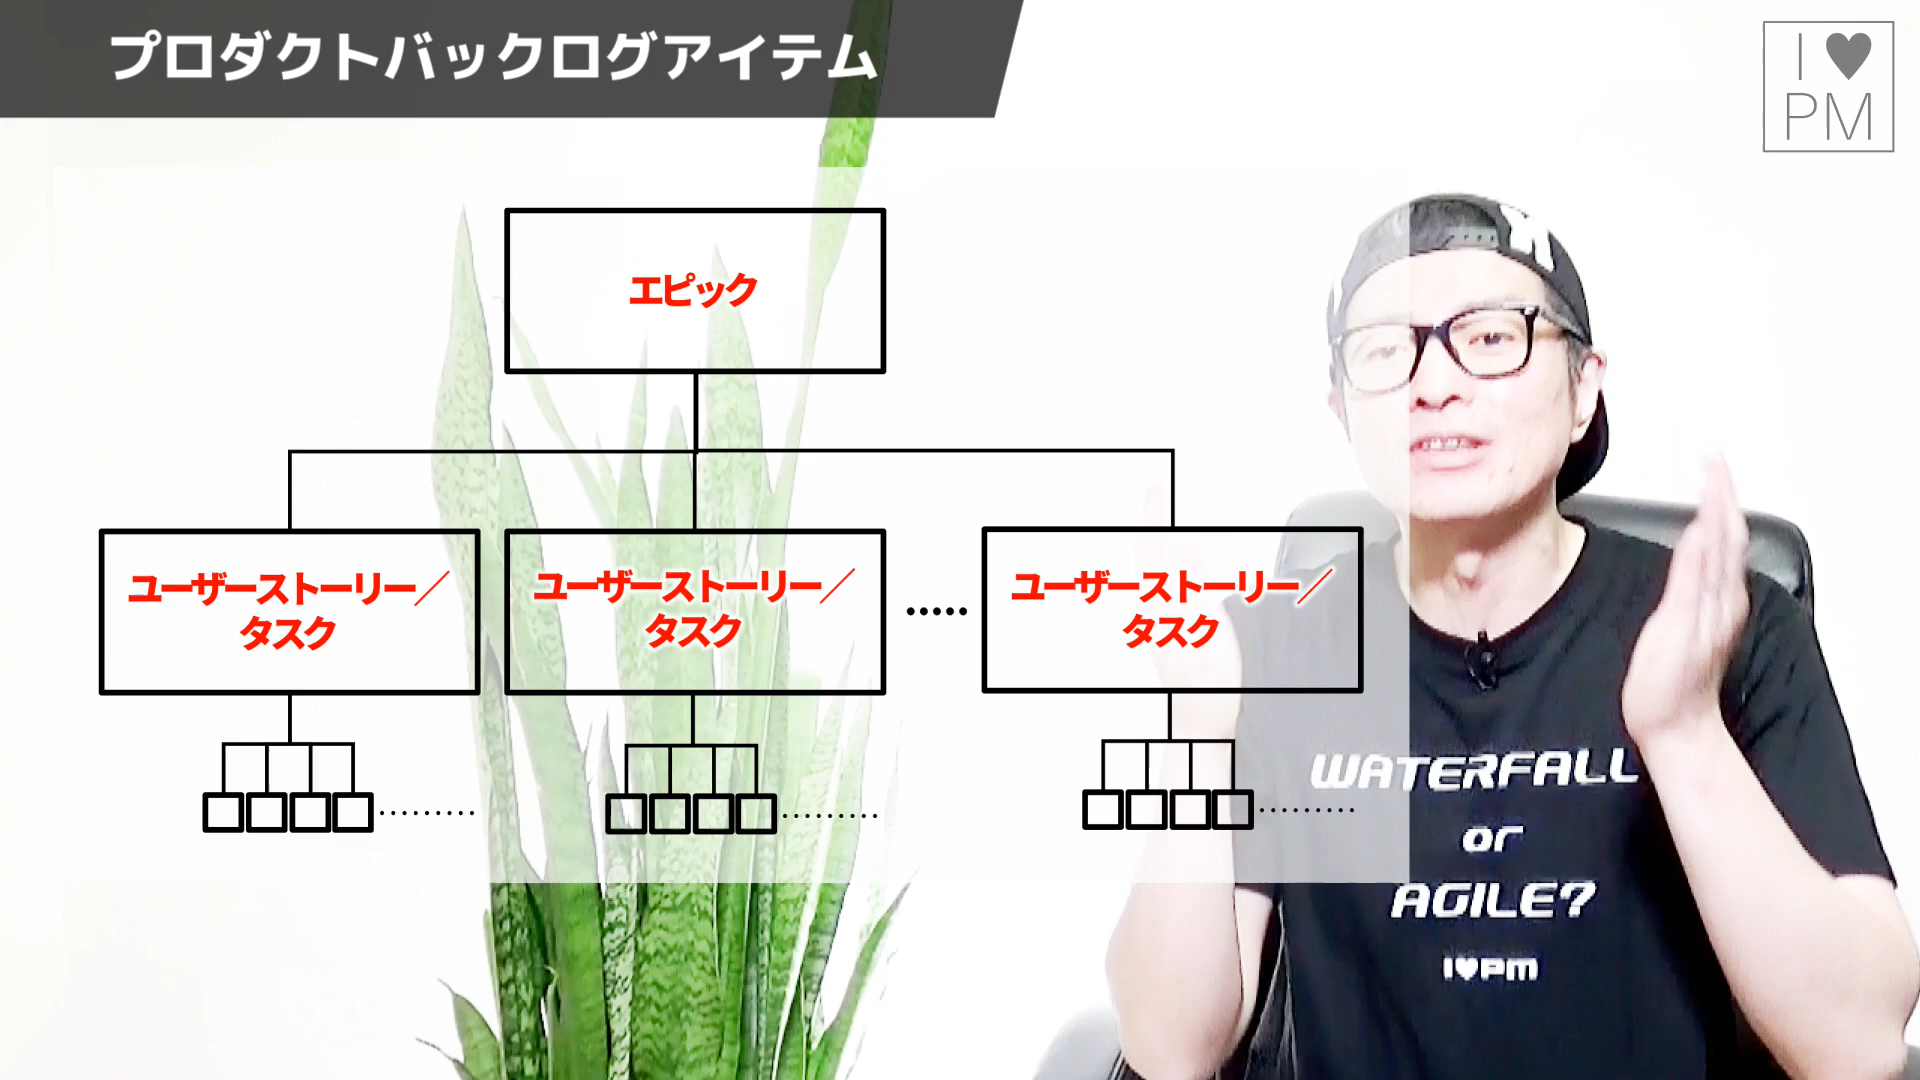 プロダクトバックログアイテム
I ♥
PM
エピック
ユーザーストーリー／
タスク
ユーザーストーリー／
タスク
ユーザーストーリー／
タスク
WATERFALL
or
AGILE?
I♥PM